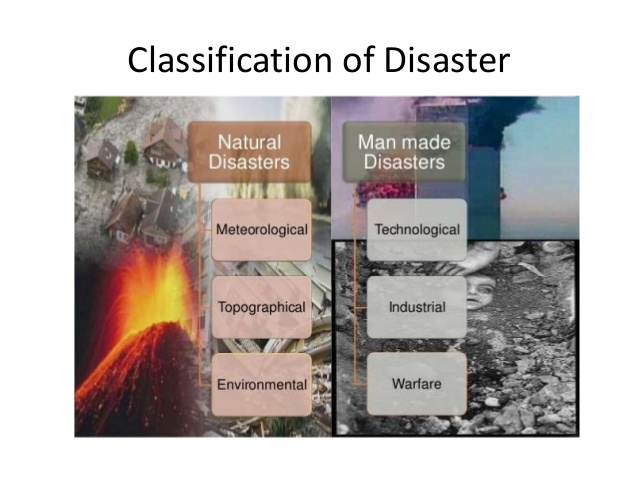 Classification of Disaster
Natural
Disasters
Meteorological
Topographical
Environmental
Man made
Disasters
Technological
Industrial
Warfare